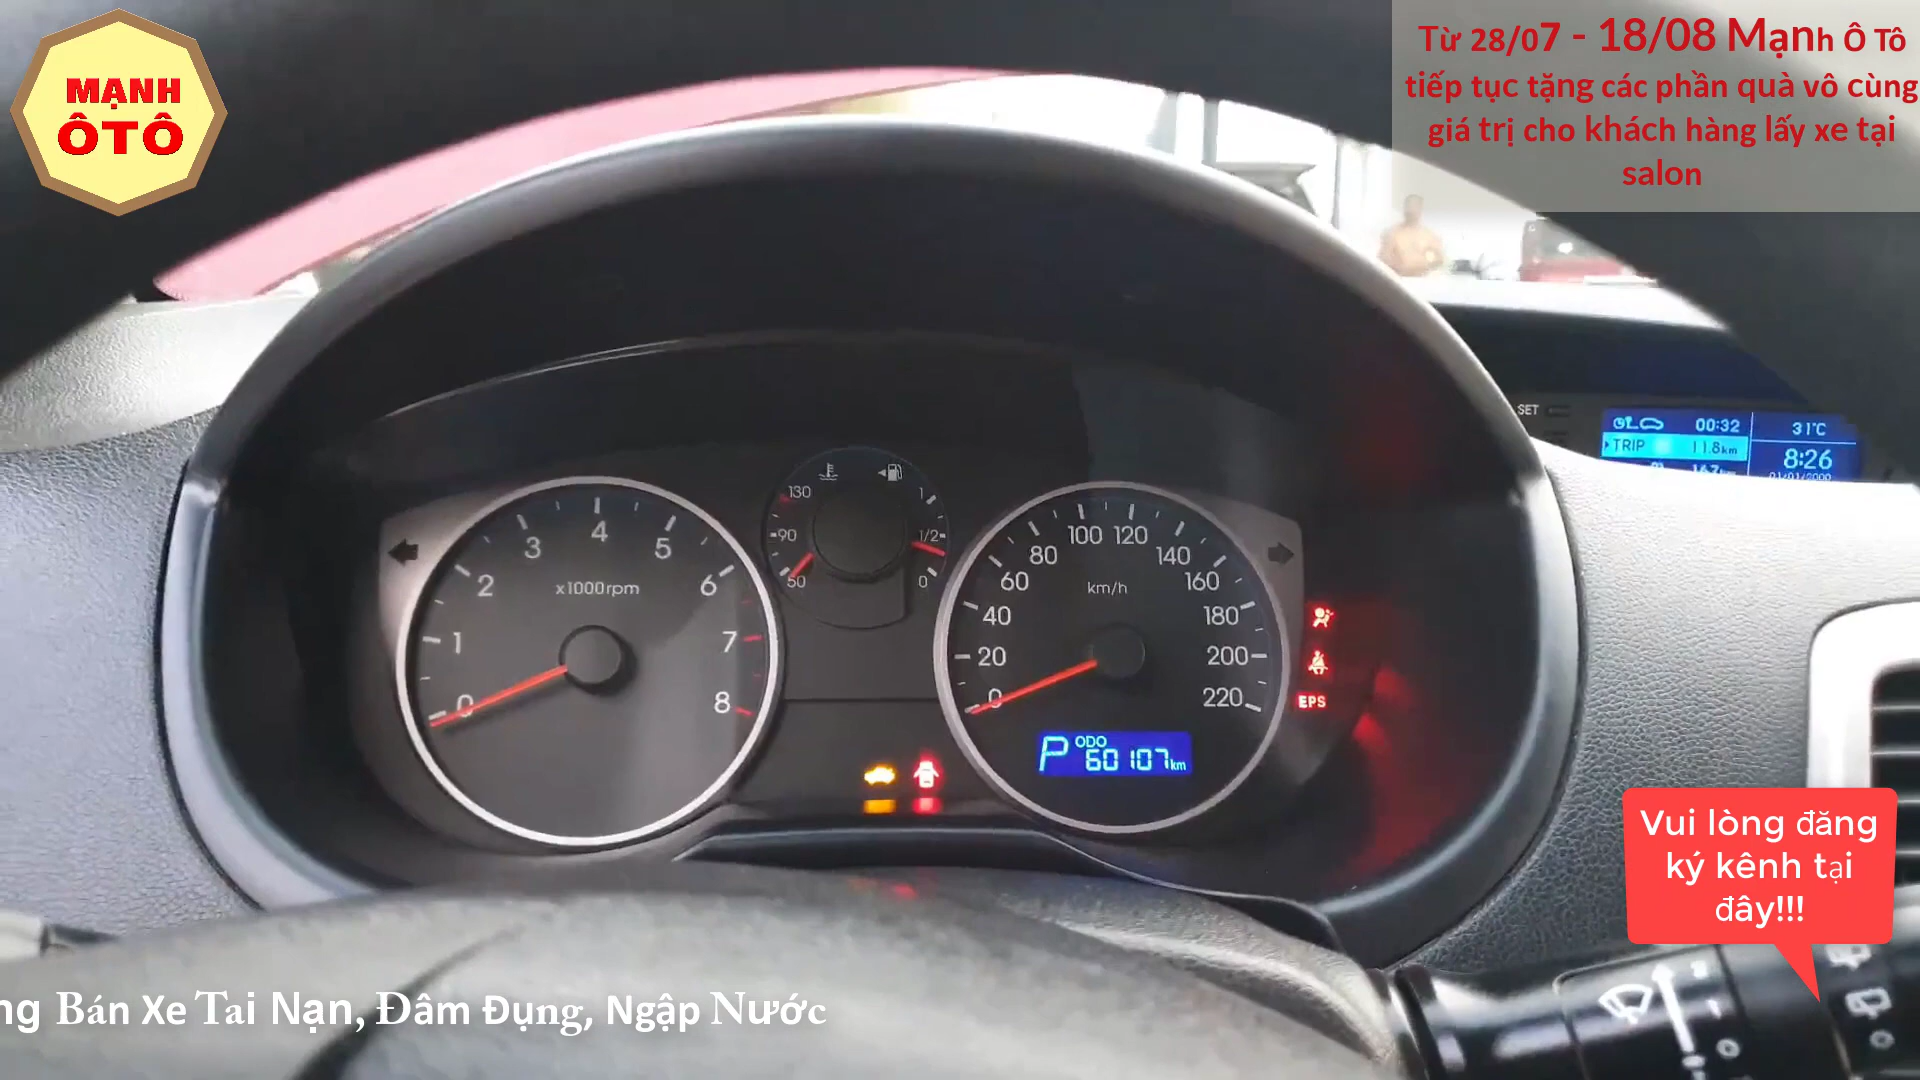 MẠNH
ÔTÔ
Từ 28/07 - 18/08 Mạnh Ô Tô
tiếp tục tặng các phần quà vô cùng
giá trị cho khách hàng lấy xe tại
salon
SET
00:32
31°C
TRIP 11.8km
8:26
130
90
50
1
1/2
0
0
1
2
3
4
5
6
7
8
x1000rpm
0
20
40
60
80
100
120
140
160
180
200
220
km/h
EPS
P ODO
60107km
Vui lòng đăng
ký kênh tại
đây!!!
ng Bán Xe Tai Nạn, Đâm Đụng, Ngập Nước